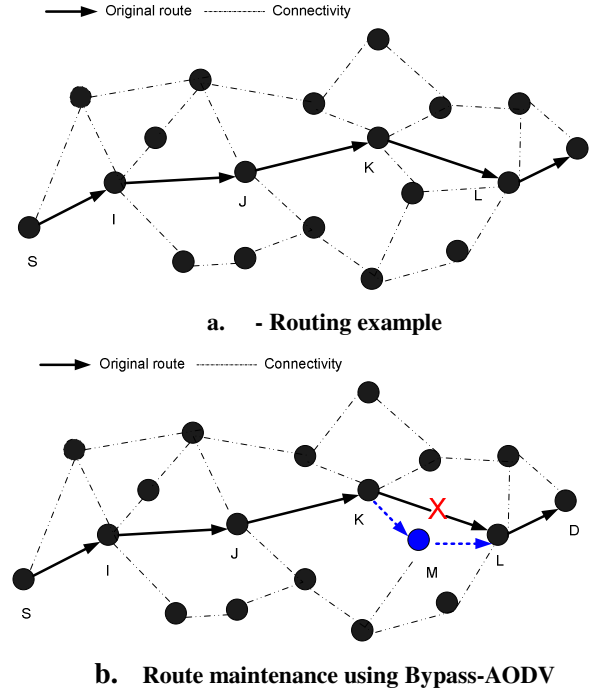 Original route Connectivity
K
J
L
I
S
a. - Routing example
Original route Connectivity
X
K
D
J
L
I
M
S
b. Route maintenance using Bypass-AODV